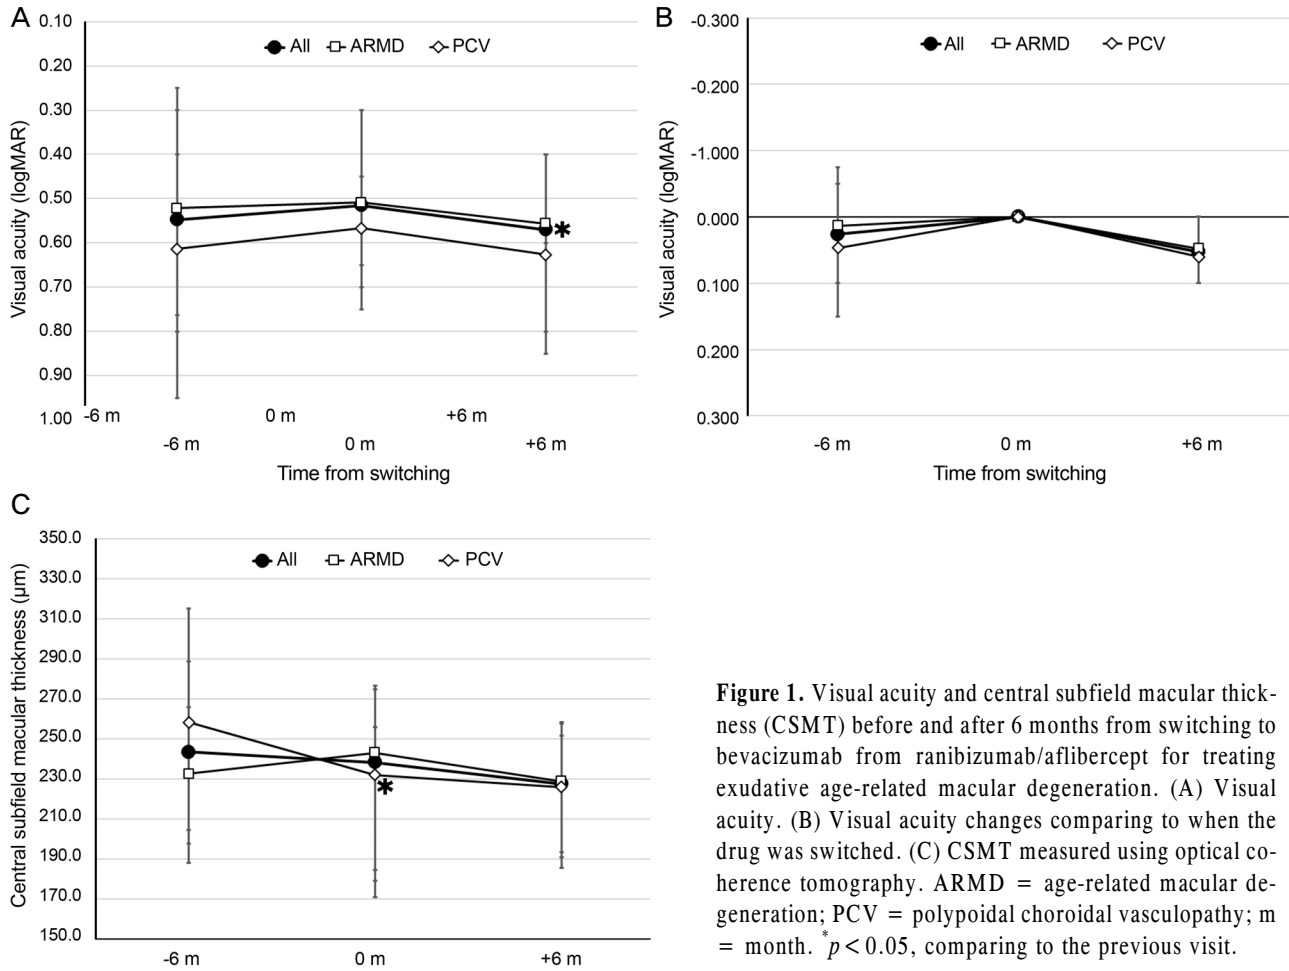 A
0.10
0.20
0.30
0.40
0.50
0.60
0.70
0.80
0.90
1.00
Visual acuity (logMAR)
All ARMD PCV
*
-6 m 0 m +6 m
-6 m 0 m +6 m
Time from switching
B
-0.300
-0.200
-1.000
0.000
0.100
0.200
0.300
Visual acuity (logMAR)
All ARMD PCV
-6 m 0 m +6 m
Time from switching
C
350.0
330.0
310.0
290.0
270.0
250.0
230.0
210.0
190.0
170.0
150.0
Central subfield macular thickness (μm)
All ARMD PCV
*
-6 m 0 m +6 m
Figure 1. Visual acuity and central subfield macular thick-
ness (CSMT) before and after 6 months from switching to
bevacizumab from ranibizumab/aflibercept for treating
exudative age-related macular degeneration. (A) Visual
acuity. (B) Visual acuity changes comparing to when the
drug was switched. (C) CSMT measured using optical co-
herence tomography. ARMD = age-related macular de-
generation; PCV = polypoidal choroidal vasculopathy; m
= month. *p < 0.05, comparing to the previous visit.